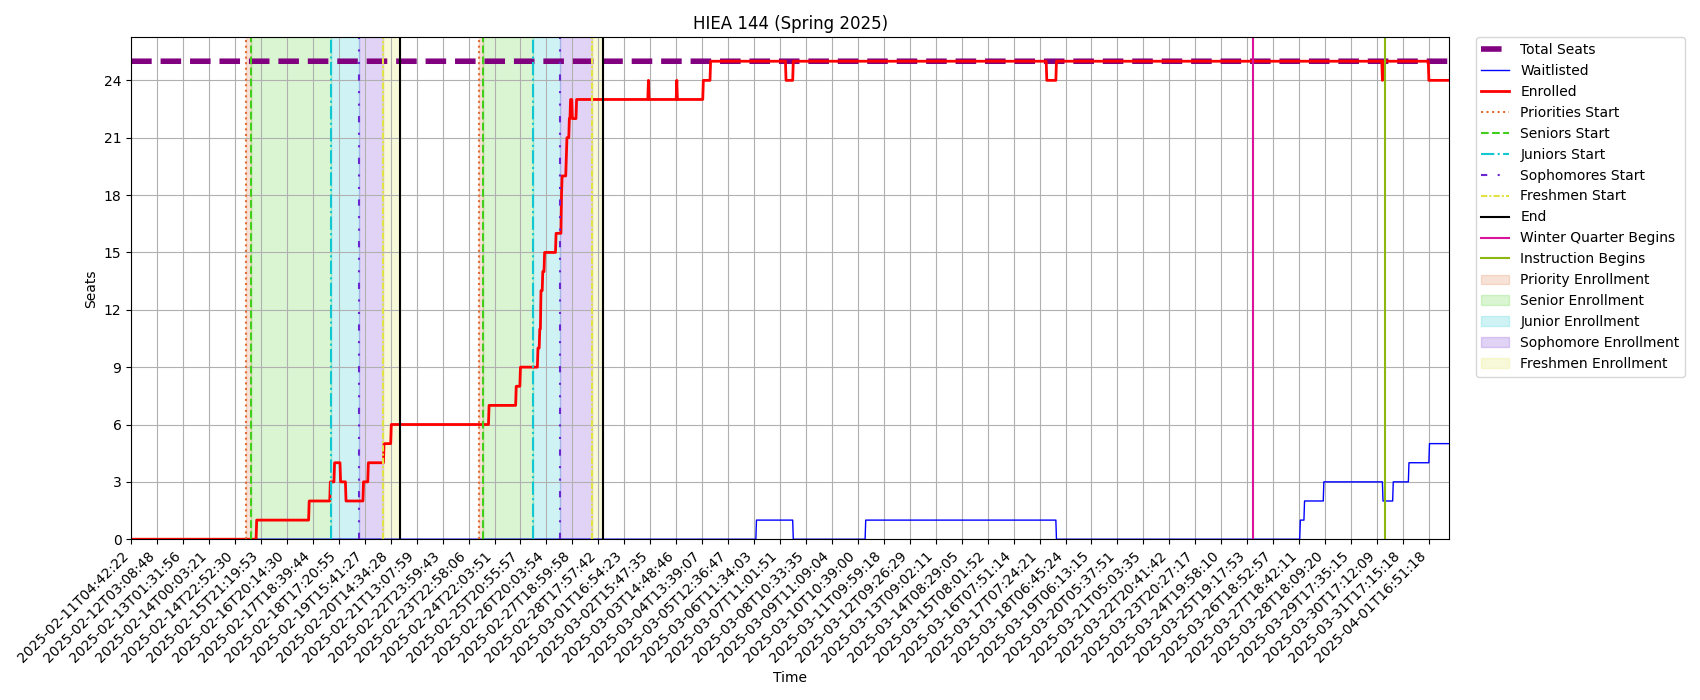 HIEA 144 (Spring 2025)
Total Seats
Waitlisted
Enrolled
Priorities Start
Seniors Start
Juniors Start
Sophomores Start
Freshmen Start
End
Winter Quarter Begins
Instruction Begins
Priority Enrollment
Senior Enrollment
Junior Enrollment
Sophomore Enrollment
Freshmen Enrollment
Seats
24
21
18
15
12
9
6
3
0
2025-02-11T04:42:22
2025-02-12T03:08:48
2025-02-13T01:31:56
2025-02-14T00:03:21
2025-02-14T22:52:30
2025-02-15T21:19:53
2025-02-16T20:14:30
2025-02-17T18:39:44
2025-02-18T17:20:55
2025-02-19T15:41:27
2025-02-20T14:34:28
2025-02-21T13:07:59
2025-02-22T23:59:43
2025-02-23T22:58:06
2025-02-24T22:03:51
2025-02-25T20:55:57
2025-02-26T20:03:54
2025-02-27T18:59:58
2025-02-28T17:57:42
2025-03-01T16:54:23
2025-03-02T15:47:35
2025-03-03T14:48:46
2025-03-04T13:39:07
2025-03-05T12:36:47
2025-03-06T11:34:03
2025-03-07T11:01:51
2025-03-08T10:33:35
2025-03-09T11:09:04
2025-03-10T10:39:00
2025-03-11T09:59:18
2025-03-12T09:26:29
2025-03-13T09:02:11
2025-03-14T08:29:05
2025-03-15T08:01:52
2025-03-16T07:51:14
2025-03-17T07:24:21
2025-03-18T06:45:24
2025-03-19T06:13:15
2025-03-20T05:37:51
2025-03-21T05:03:35
2025-03-22T20:41:42
2025-03-23T20:27:17
2025-03-24T19:58:10
2025-03-25T19:17:53
2025-03-26T18:52:57
2025-03-27T18:42:11
2025-03-28T18:09:20
2025-03-29T17:35:15
2025-03-30T17:12:09
2025-03-31T17:15:18
2025-04-01T16:51:18
Time